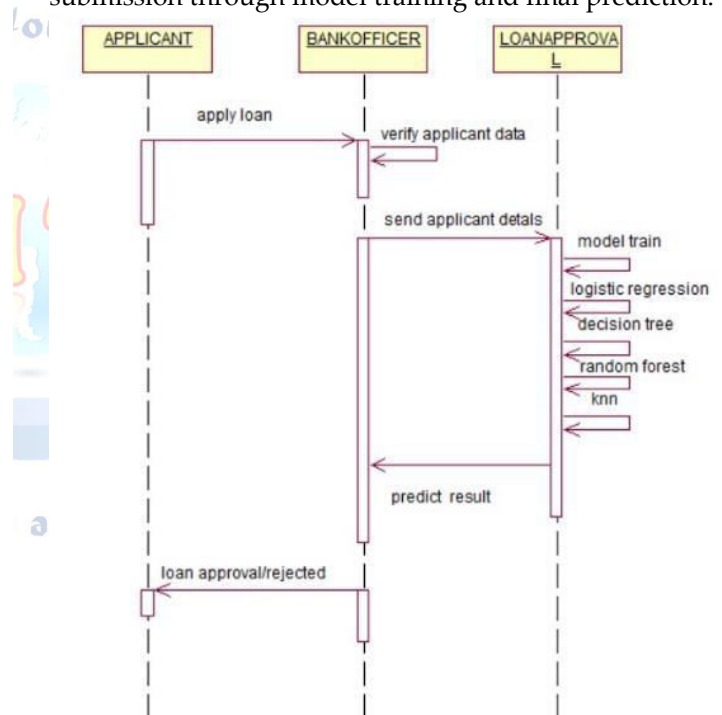 submission through model training and final prediction.
APPLICANT
BANKOFFICER
LOANAPPROVA
L
apply loan
verify applicant data
send applicant detals
model train
logistic regression
decision tree
random forest
knn
predict result
loan approval/rejected